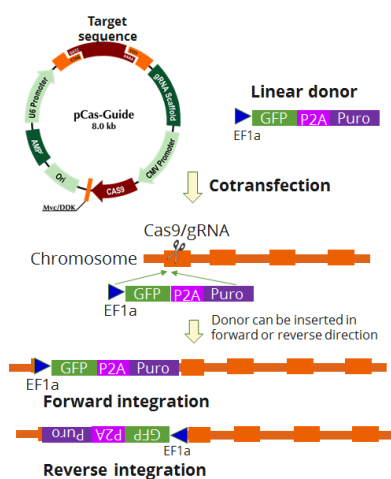 Target
sequence
U6 Promoter
gRNA Scaffold
pCas-Guide
8.0 kb
AMPr
CMV Promoter
Ori
CAS9
Myc/DDK
Linear donor
GFP P2A Puro
EF1a
Cotransfection
Cas9/gRNA
Chromosome
GFP P2A Puro
EF1a
Donor can be inserted in
forward or reverse direction
GFP P2A Puro
EF1a
Forward integration
Puro P2A GFP
EF1a
Reverse integration